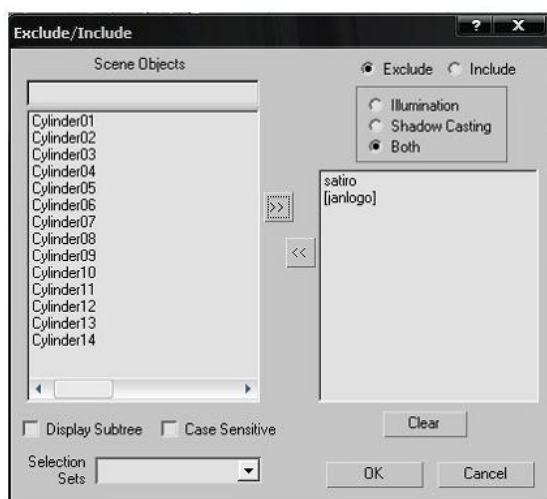 Exclude/Include
? X
Scene Objects
Exclude Include
Illumination
Shadow Casting
Both
Cylinder01
Cylinder02
Cylinder03
Cylinder04
Cylinder05
Cylinder06
Cylinder07
Cylinder08
Cylinder09
Cylinder10
Cylinder11
Cylinder12
Cylinder13
Cylinder14
>>
<<
satiro
[janlogo]
Display Subtree Case Sensitive
Clear
Selection
Sets
OK Cancel